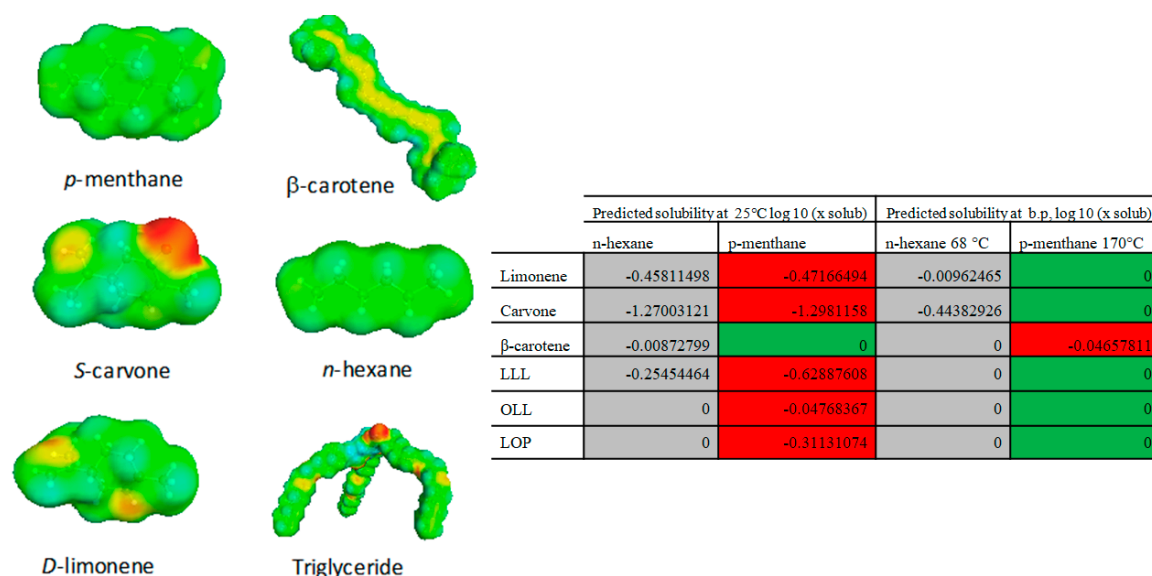 p-menthane
β-carotene
S-carvone
n-hexane
D-limonene
Triglyceride
Predicted solubility at 25°C log 10 (x solub) Predicted solubility at b.p, log 10 (x solub)
n-hexane p-menthane n-hexane 68 °C p-menthane 170°C
Limonene -0.45811498 -0.47166494 -0.00962465 0
Carvone -1.27003121 -1.2981158 -0.44382926 0
β-carotene -0.00872799 0 0 -0.04657811
LLL -0.25454464 -0.62887608 0 0
OLL 0 -0.04768367 0 0
LOP 0 -0.31131074 0 0